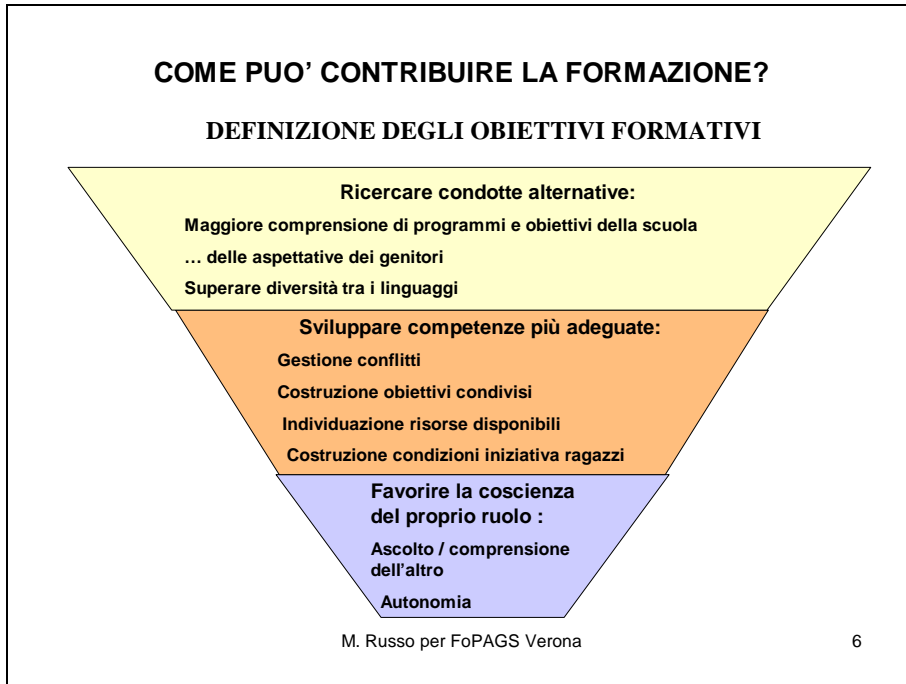 COME PUO’ CONTRIBUIRE LA FORMAZIONE?
DEFINIZIONE DEGLI OBIETTIVI FORMATIVI
Ricercare condotte alternative:
Maggiore comprensione di programmi e obiettivi della scuola
… delle aspettative dei genitori
Superare diversità tra i linguaggi
Sviluppare competenze più adeguate:
Gestione conflitti
Costruzione obiettivi condivisi
Individuazione risorse disponibili
Costruzione condizioni iniziativa ragazzi
Favorire la coscienza
del proprio ruolo :
Ascolto / comprensione
dell’altro
Autonomia
M. Russo per FoPAGS Verona
6